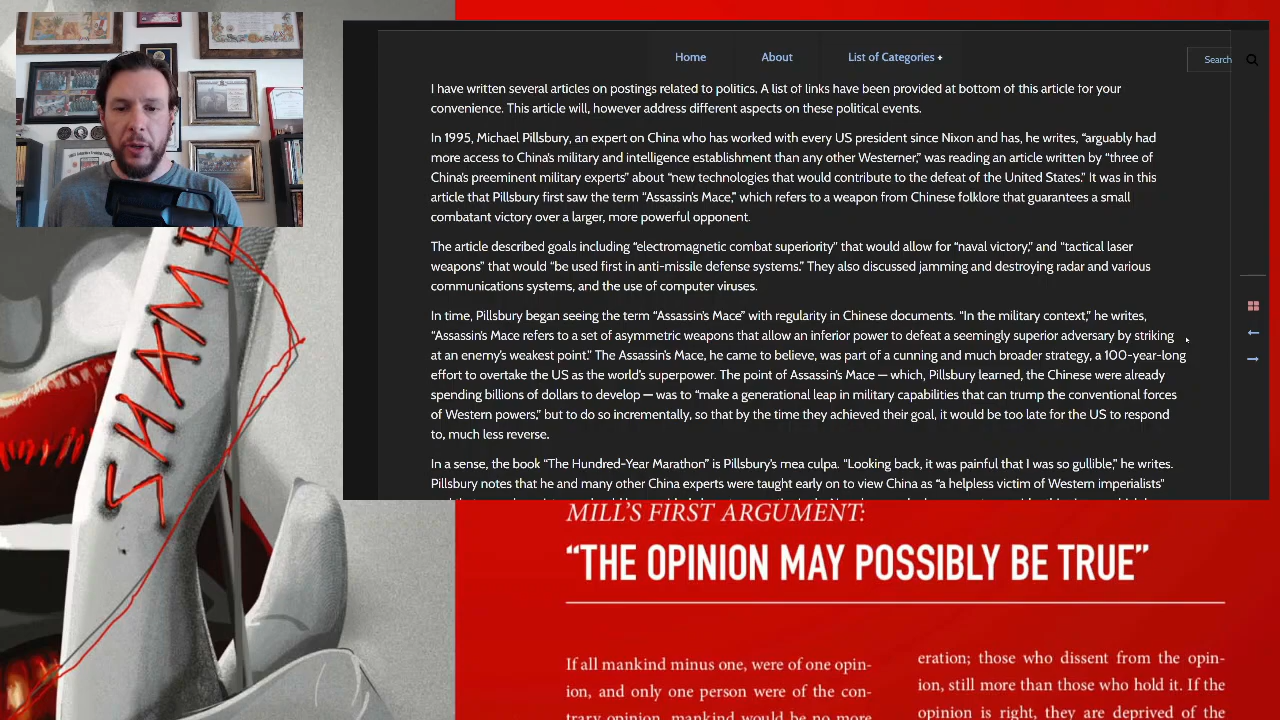 Home
About
List of Categories +
Search
I have written several articles on postings related to politics. A list of links have been provided at bottom of this article for your
convenience. This article will, however address different aspects on these political events.
In 1995, Michael Pillsbury, an expert on China who has worked with every US president since Nixon and has, he writes, “arguably had
more access to China’s military and intelligence establishment than any other Westerner,” was reading an article written by “three of
China’s preeminent military experts” about “new technologies that would contribute to the defeat of the United States.” It was in this
article that Pillsbury first saw the term “Assassin’s Mace,” which refers to a weapon from Chinese folklore that guarantees a small
combatant victory over a larger, more powerful opponent.
The article described goals including “electromagnetic combat superiority” that would allow for “naval victory,” and “tactical laser
weapons” that would “be used first in anti-missile defense systems.” They also discussed jamming and destroying radar and various
communications systems, and the use of computer viruses.
In time, Pillsbury began seeing the term “Assassin’s Mace” with regularity in Chinese documents. “In the military context,” he writes,
“Assassin’s Mace refers to a set of asymmetric weapons that allow an inferior power to defeat a seemingly superior adversary by striking
at an enemy’s weakest point.” The Assassin’s Mace, he came to believe, was part of a cunning and much broader strategy, a 100-year-long
effort to overtake the US as the world’s superpower. The point of Assassin’s Mace — which, Pillsbury learned, the Chinese were already
spending billions of dollars to develop — was to “make a generational leap in military capabilities that can trump the conventional forces
of Western powers,” but to do so incrementally, so that by the time they achieved their goal, it would be too late for the US to respond
to, much less reverse.
In a sense, the book “The Hundred-Year Marathon” is Pillsbury’s mea culpa. “Looking back, it was painful that I was so gullible,” he writes.
Pillsbury notes that he and many other China experts were taught early on to view China as “a helpless victim of Western imperialists”
SHAME
MILL’S FIRST ARGUMENT:
“THE OPINION MAY POSSIBLY BE TRUE”
If all mankind minus one, were of one opin-
ion, and only one person were of the con-
trary opinion, mankind would be no more
eration; those who dissent from the opin-
ion, still more than those who hold it. If the
opinion is right, they are deprived of the